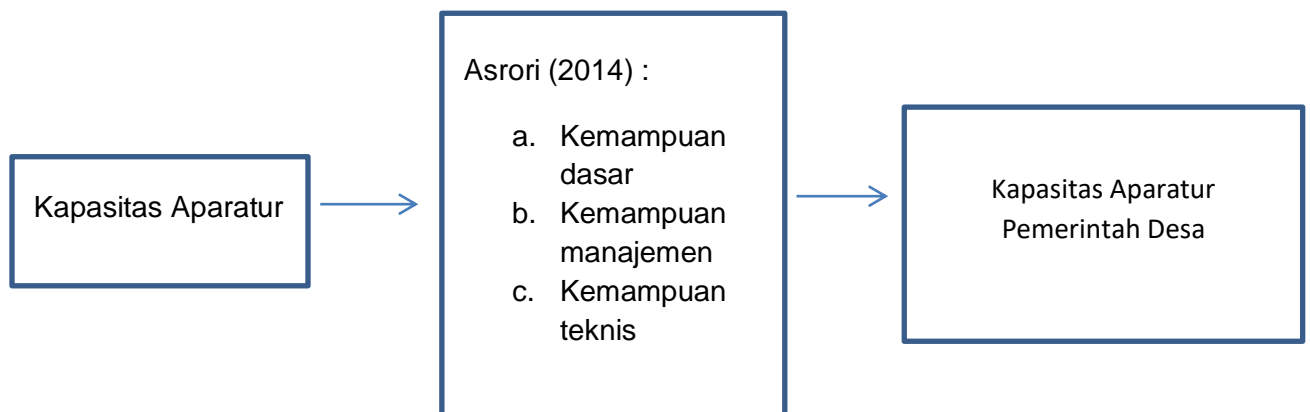 Kapasitas Aparatur
Asrori (2014) :
a. Kemampuan
dasar
b. Kemampuan
manajemen
c. Kemampuan
teknis
Kapasitas Aparatur
Pemerintah Desa